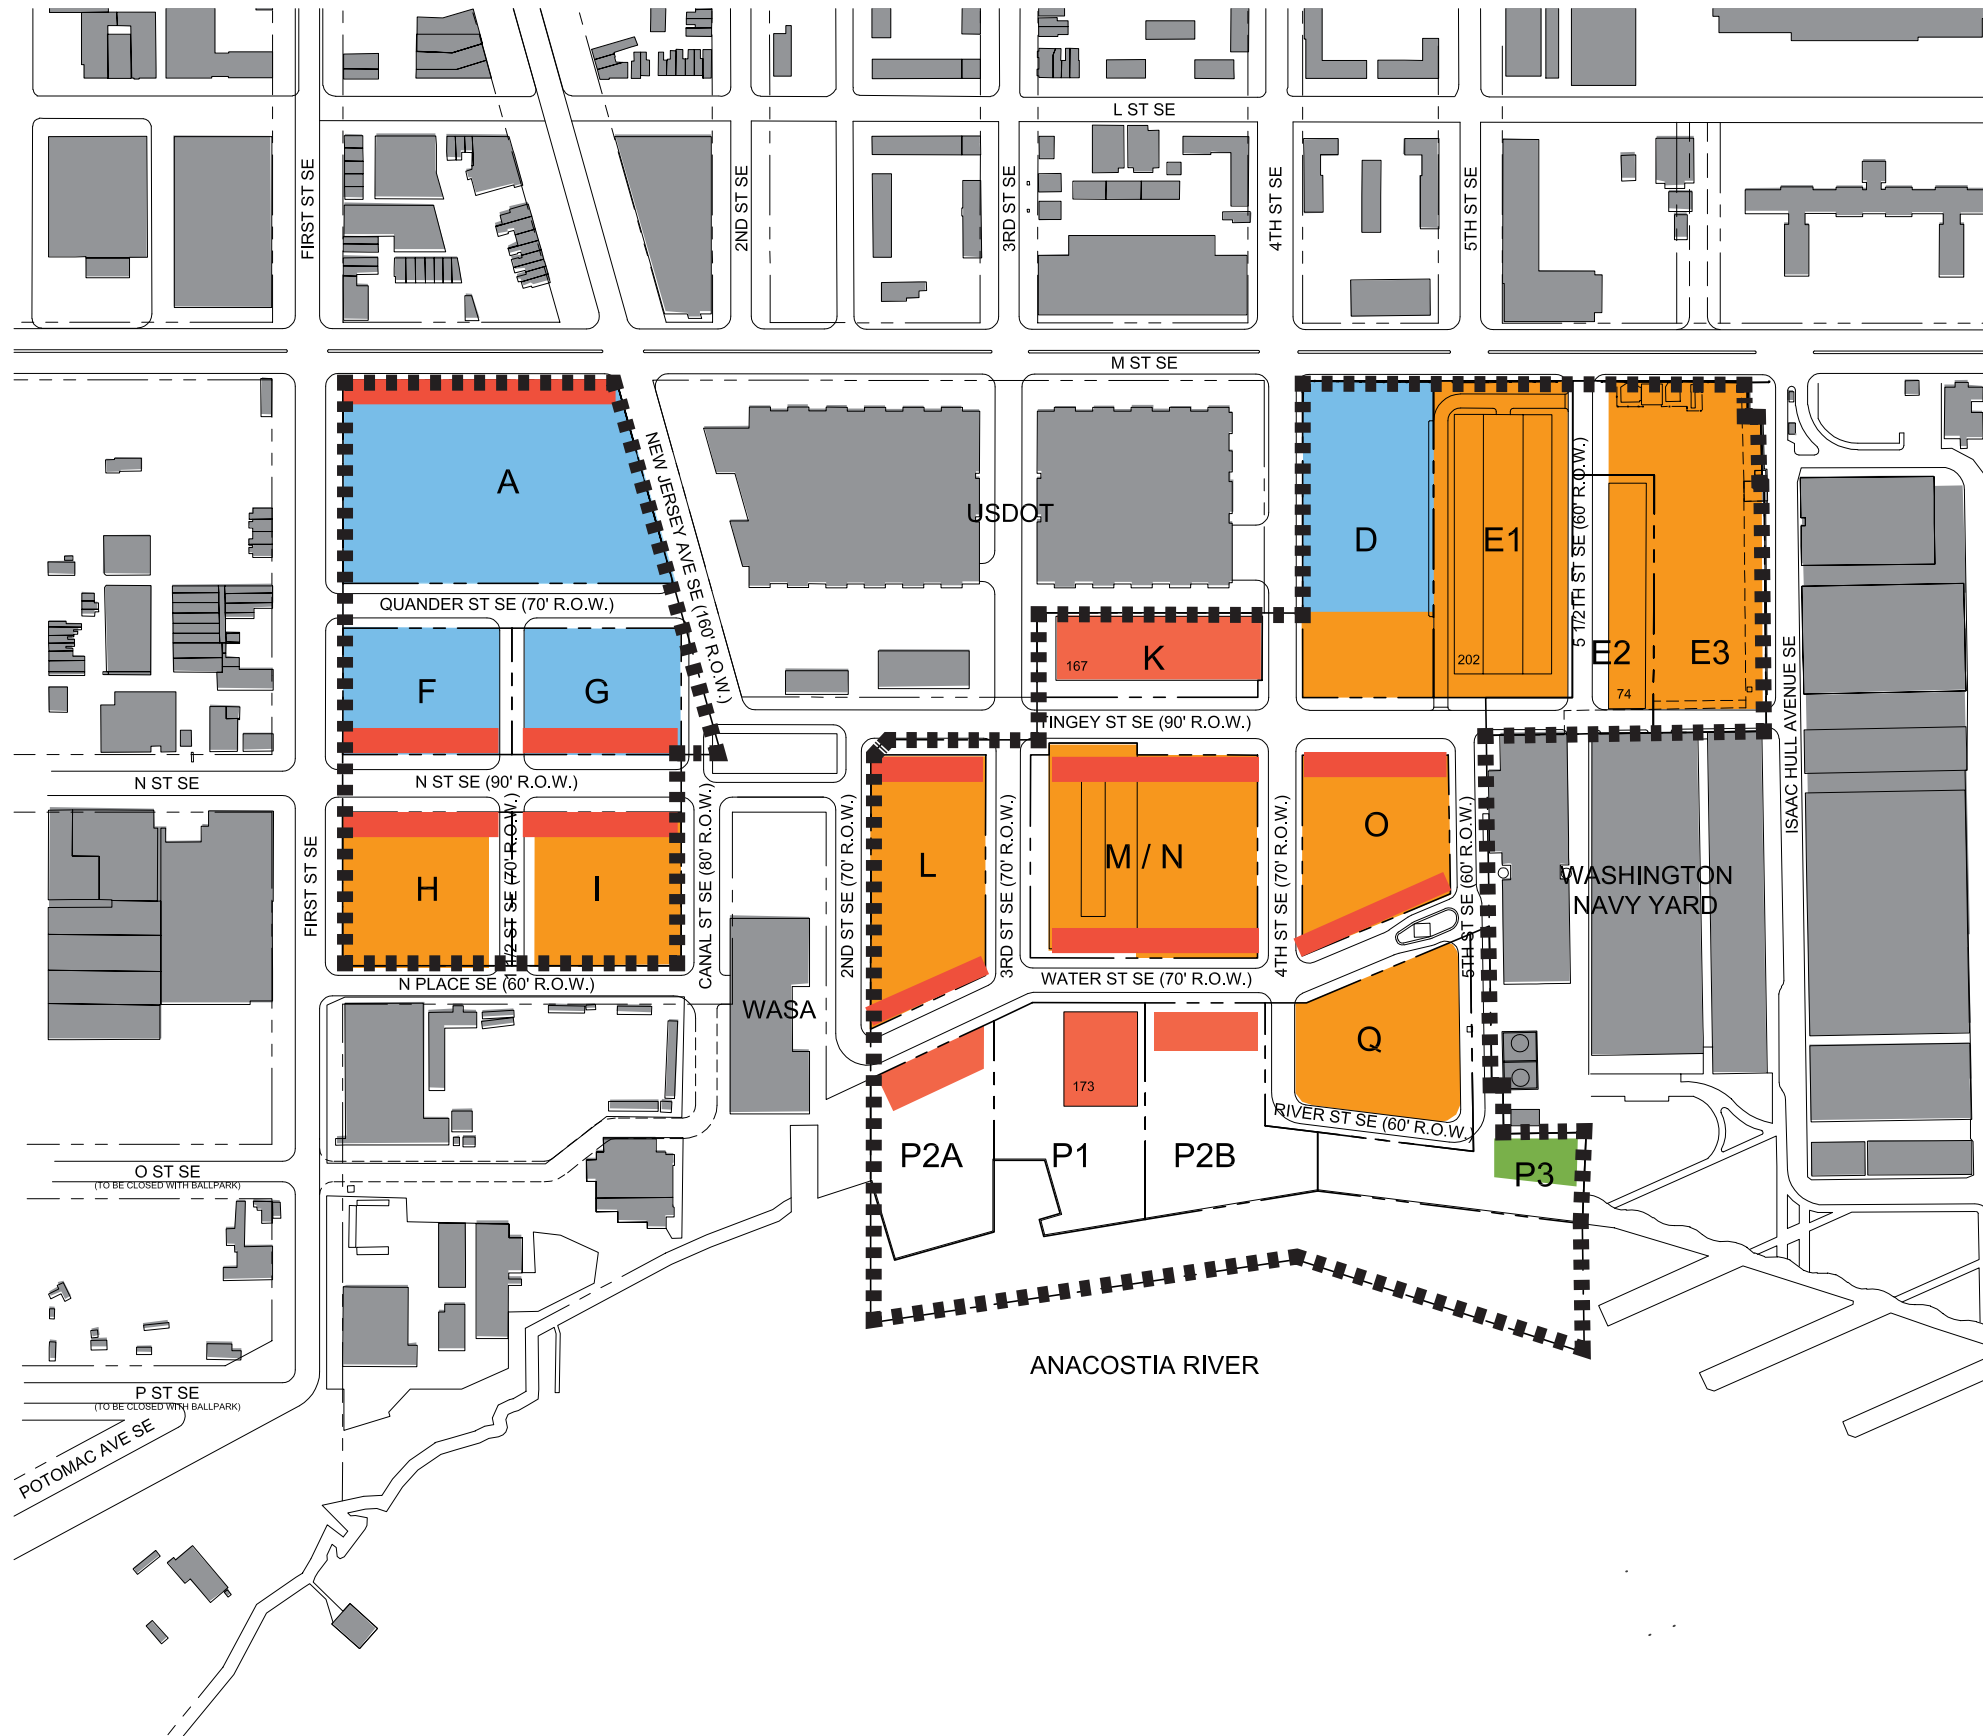 L ST SE
FIRST ST SE
2ND ST SE
3RD ST SE
4TH ST SE
5TH ST SE
M ST SE
A
NEW JERSEY AVE SE (160' R.O.W.)
USDOT
D
E1
5 1/2TH ST SE (60' R.O.W.)
QUANDER ST SE (70' R.O.W.)
167
K
202
E2
E3
74
ISAAC HULL AVENUE SE
F
G
TINGEY ST SE (90' R.O.W.)
N ST SE
N ST SE (90' R.O.W.)
FIRST ST SE
H
1 1/2 ST SE (70' R.O.W.)
I
CANAL ST SE (80' R.O.W.)
2ND ST SE (70' R.O.W.)
L
3RD ST SE (70' R.O.W.)
M / N
4TH ST SE (70' R.O.W.)
O
5TH ST SE (60' R.O.W.)
WASHINGTON
NAVY YARD
N PLACE SE (60' R.O.W.)
WATER ST SE (70' R.O.W.)
WASA
Q
173
RIVER ST SE (60' R.O.W.)
P2A
P1
P2B
P3
O ST SE
(TO BE CLOSED WITH BALLPARK)
ANACOSTIA RIVER
P ST SE
(TO BE CLOSED WITH BALLPARK)
POTOMAC AVE SE